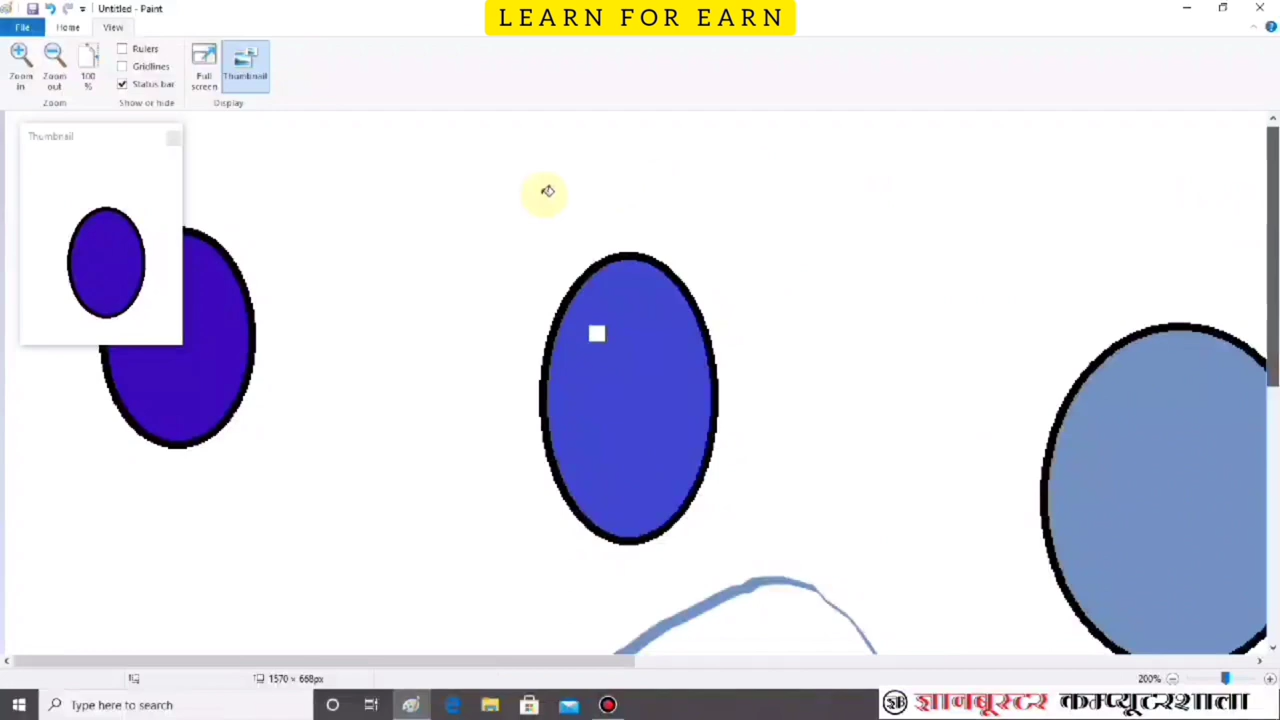 Untitled - Paint
LEARN FOR EARN
File Home View
Zoom in
Zoom out
100 %
Rulers
Gridlines
Status bar
Full screen
Thumbnail
Zoom
Show or hide
Display
Thumbnail
1570 × 668px
200%
Type here to search
ज्ञानबूस्टर कम्प्यूटरशाला